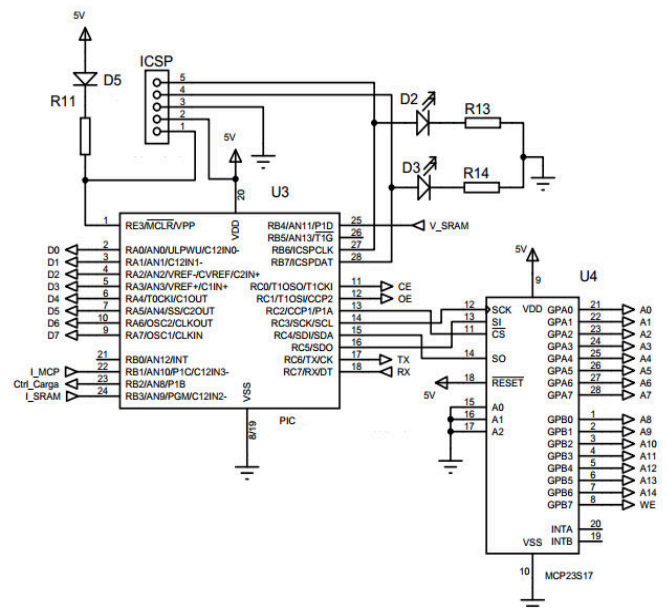 5V
ICSP
D5
5
4
3
2
1
R11
D2
R13
5V
D3
R14
20
U3
1 RE3/MCLR/VPP
VDD
RB4/AN11/P1D 25 V_SRAM
RB5/AN13/T1G 26
RB6/ICSPCLK 27
RB7/ICSPDAT 28
D0 2 RA0/AN0/ULPWU/C12IN0-
D1 3 RA1/AN1/C12IN1-
D2 4 RA2/AN2/VREF-/CVREF/C2IN+
D3 5 RA3/AN3/VREF+/C1IN+
D4 6 RA4/T0CKI/C1OUT
D5 7 RA5/AN4/SS/C2OUT
D6 10 RA6/OSC2/CLKOUT
D7 9 RA7/OSC1/CLKIN
RC0/T1OSO/T1CKI 11 CE
RC1/T1OSI/CCP2 12 OE
RC2/CCP1/P1A 13
RC3/SCK/SCL 14
RC4/SDI/SDA 15
RC5/SDO 16
RC6/TX/CK 17 TX
RC7/RX/DT 18 RX
21 RB0/AN12/INT
I_MCP 22 RB1/AN10/P1C/C12IN3-
Ctrl_Carga 23 RB2/AN8/P1B
I_SRAM 24 RB3/AN9/PGM/C12IN2-
VSS
PIC
8/19
5V
9
U4
VDD
12 SCK
13 SI
11 CS
14 SO
18 RESET
5V
15 A0
16 A1
17 A2
GPA0 21 A0
GPA1 22 A1
GPA2 23 A2
GPA3 24 A3
GPA4 25 A4
GPA5 26 A5
GPA6 27 A6
GPA7 28 A7
GPB0 1 A8
GPB1 2 A9
GPB2 3 A10
GPB3 4 A11
GPB4 5 A12
GPB5 6 A13
GPB6 7 A14
GPB7 8 WE
INTA 20
INTB 19
VSS
10
MCP23S17